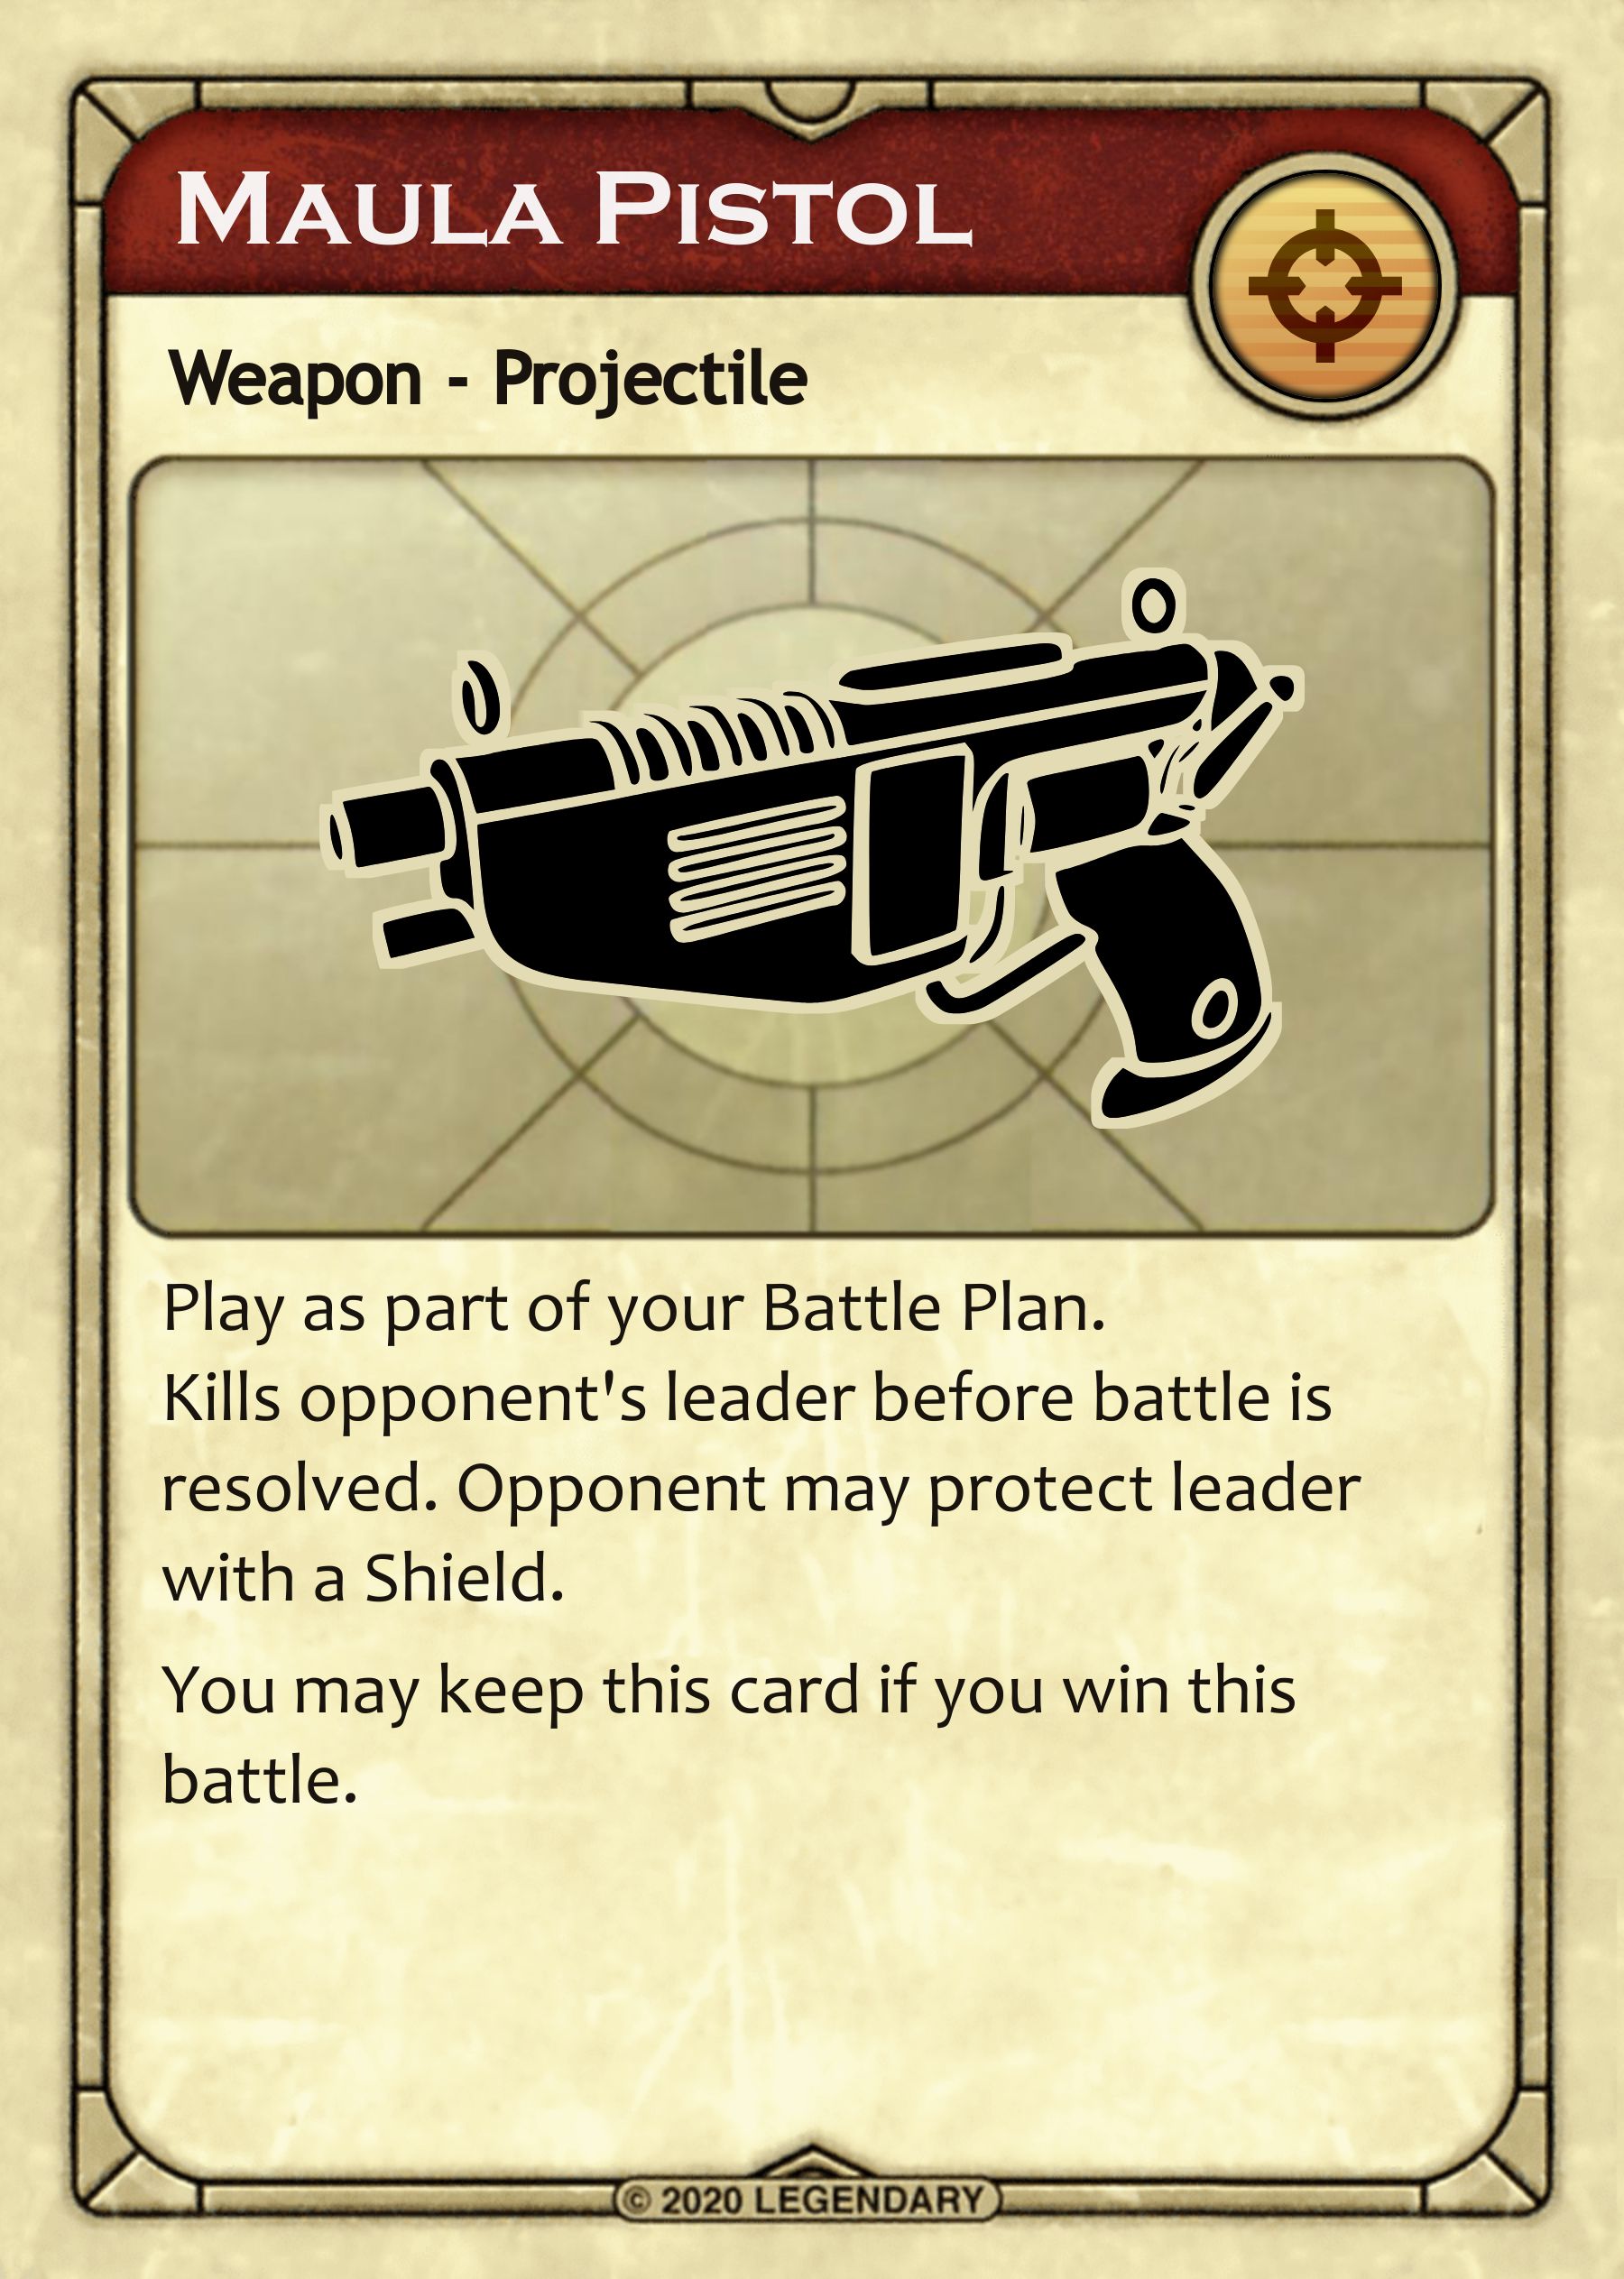 Maula Pistol
Weapon - Projectile
Play as part of your Battle Plan.
Kills opponent's leader before battle is
resolved. Opponent may protect leader
with a Shield.
You may keep this card if you win this
battle.
© 2020 LEGENDARY